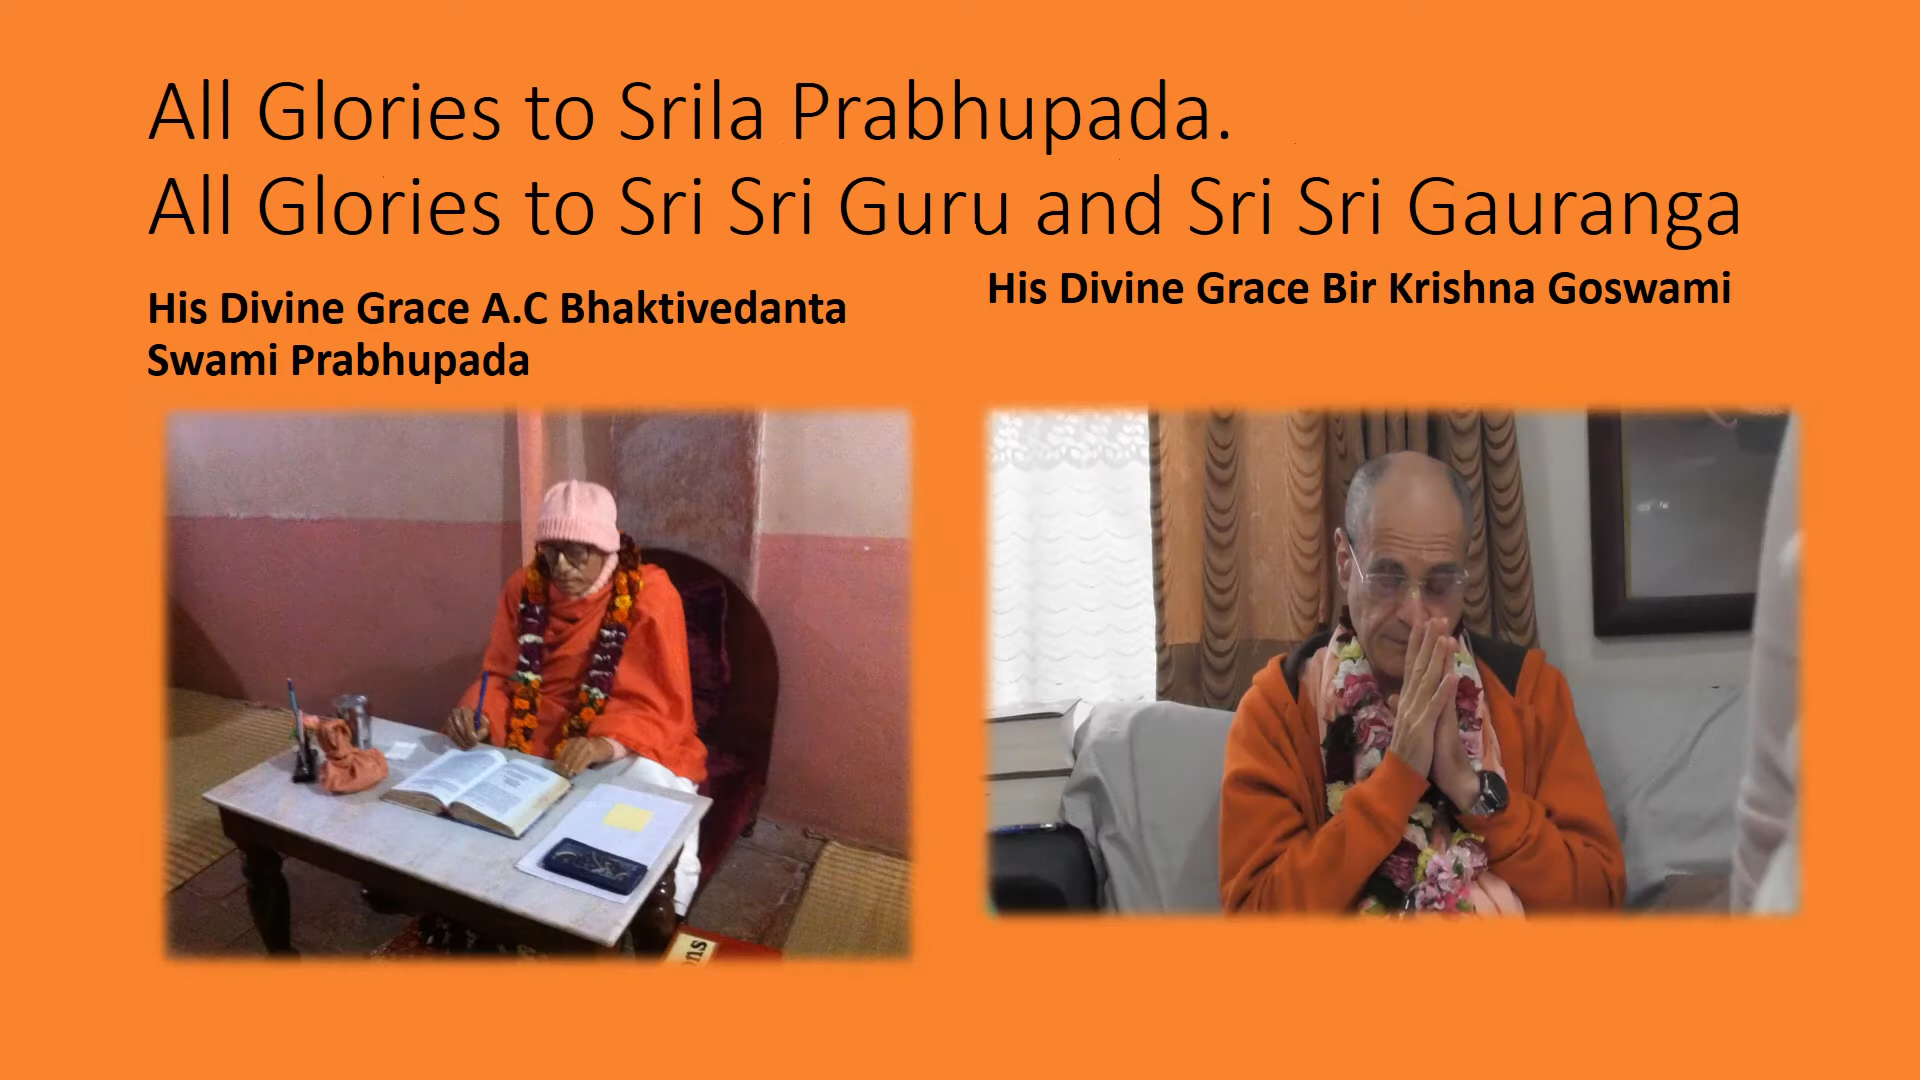 All Glories to Srila Prabhupada.
All Glories to Sri Sri Guru and Sri Sri Gauranga
His Divine Grace A.C Bhaktivedanta
Swami Prabhupada
His Divine Grace Bir Krishna Goswami